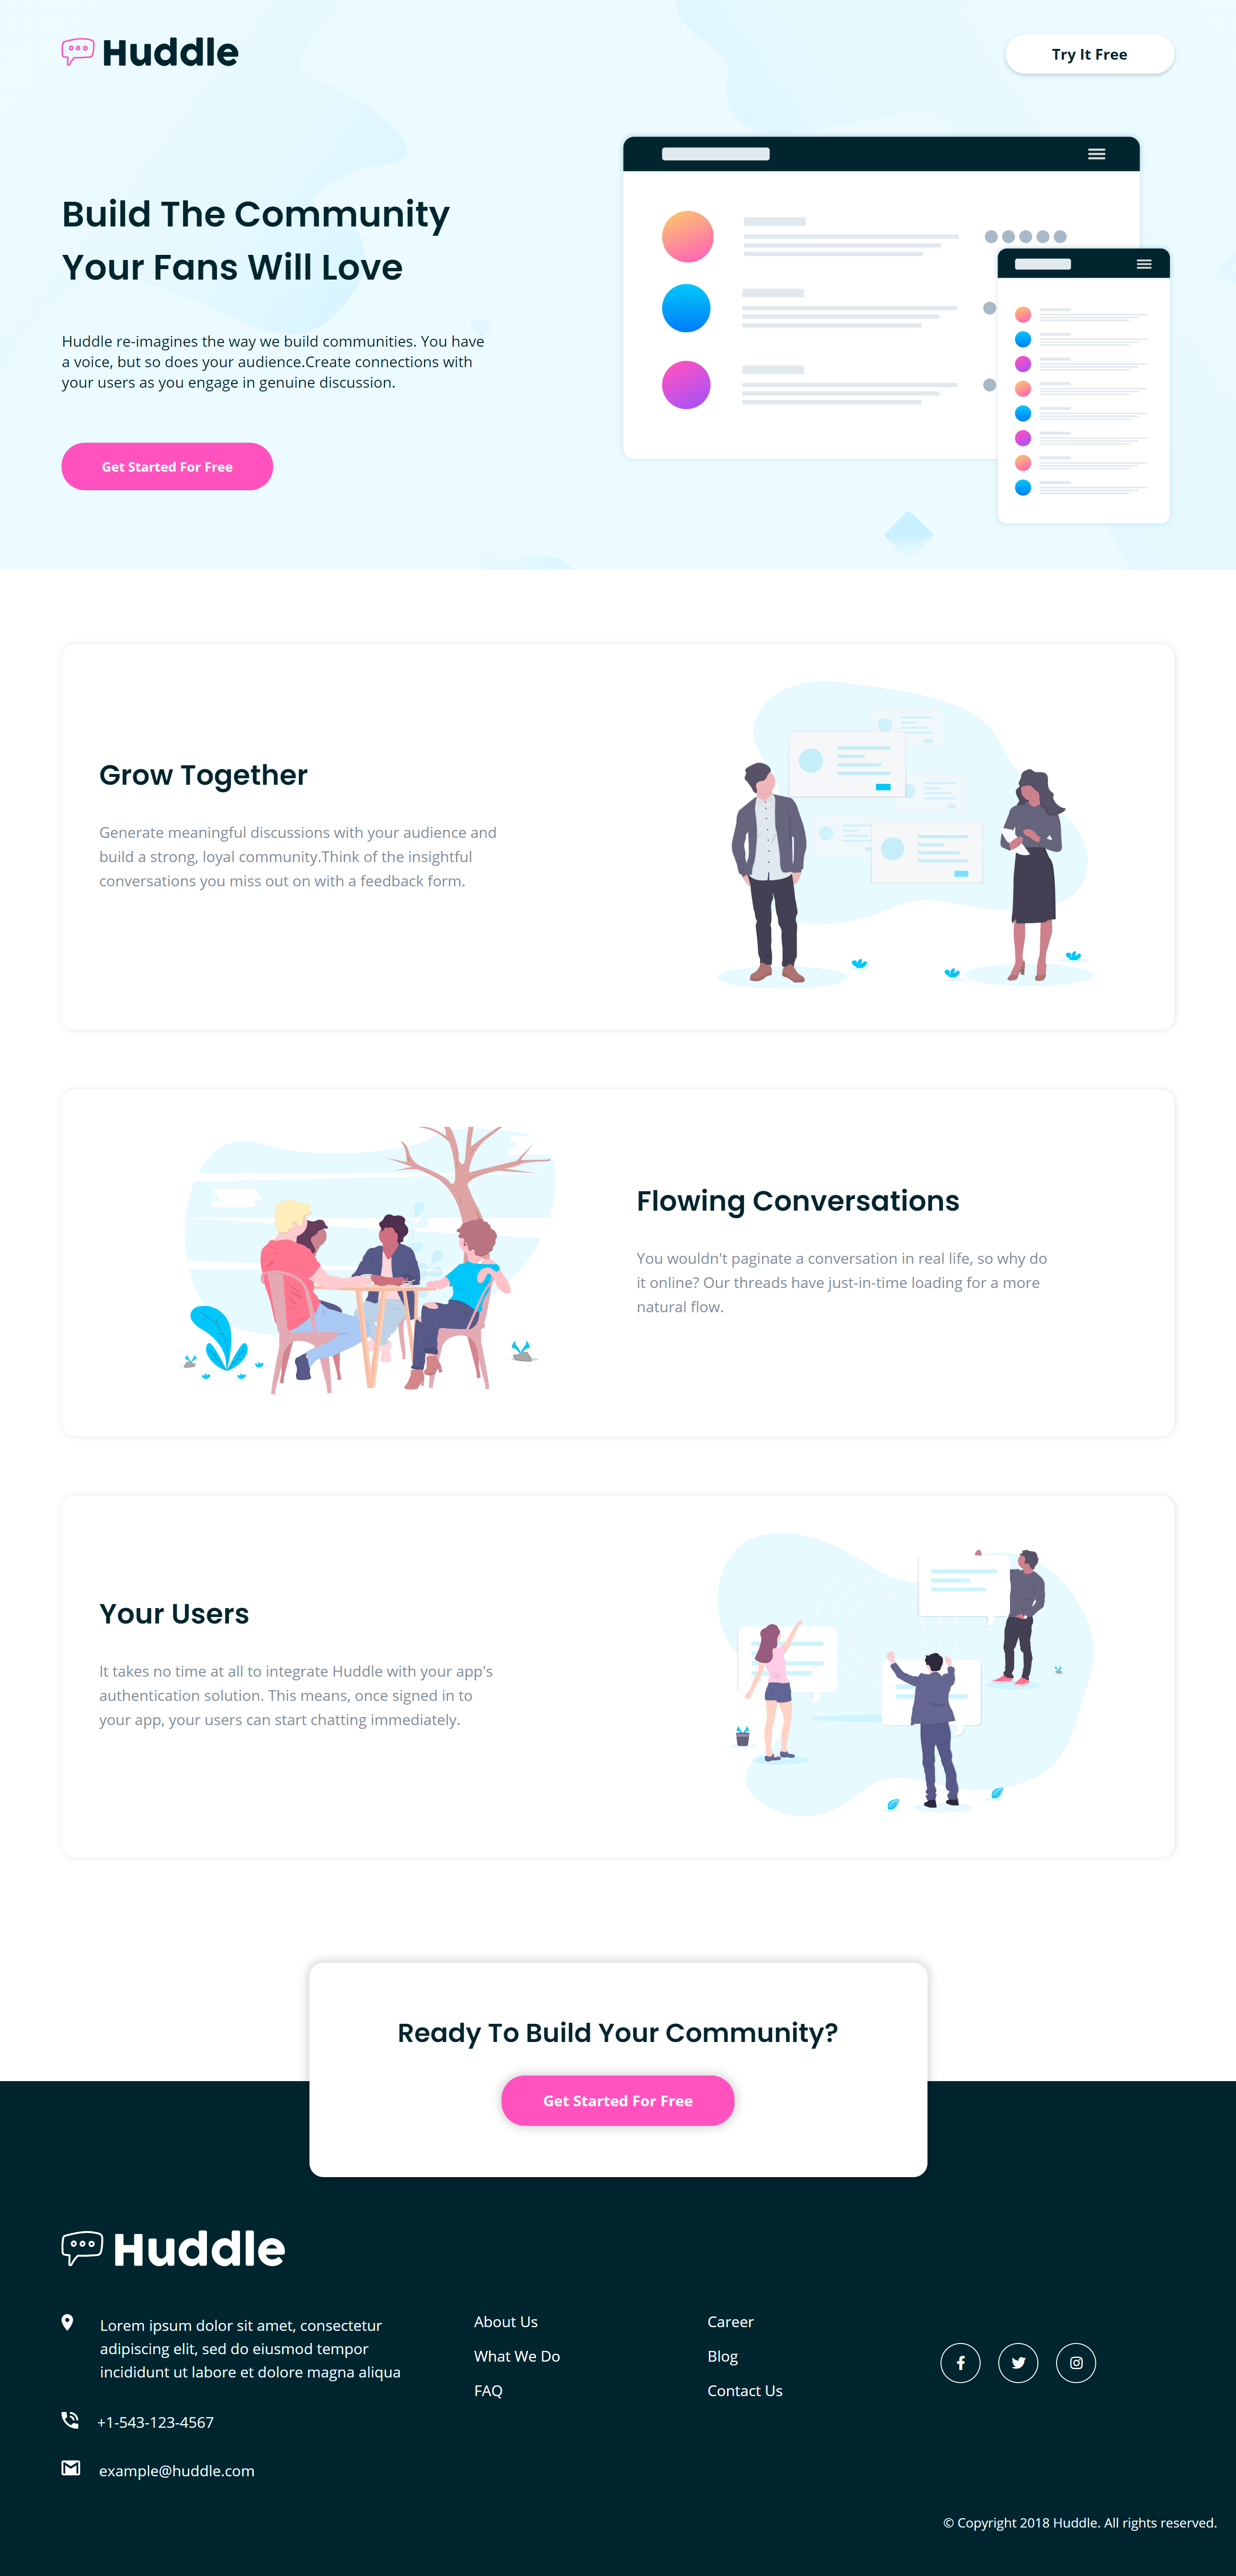 Huddle
Try It Free
Build The Community
Your Fans Will Love
Huddle re-imagines the way we build communities. You have
a voice, but so does your audience.Create connections with
your users as you engage in genuine discussion.
Get Started For Free
Grow Together
Generate meaningful discussions with your audience and
build a strong, loyal community.Think of the insightful
conversations you miss out on with a feedback form.
Flowing Conversations
You wouldn't paginate a conversation in real life, so why do
it online? Our threads have just-in-time loading for a more
natural flow.
Your Users
It takes no time at all to integrate Huddle with your app's
authentication solution. This means, once signed in to
your app, your users can start chatting immediately.
Ready To Build Your Community?
Get Started For Free
Huddle
Lorem ipsum dolor sit amet, consectetur
adipiscing elit, sed do eiusmod tempor
incididunt ut labore et dolore magna aliqua
+1-543-123-4567
example@huddle.com
About Us
What We Do
FAQ
Career
Blog
Contact Us
© Copyright 2018 Huddle. All rights reserved.